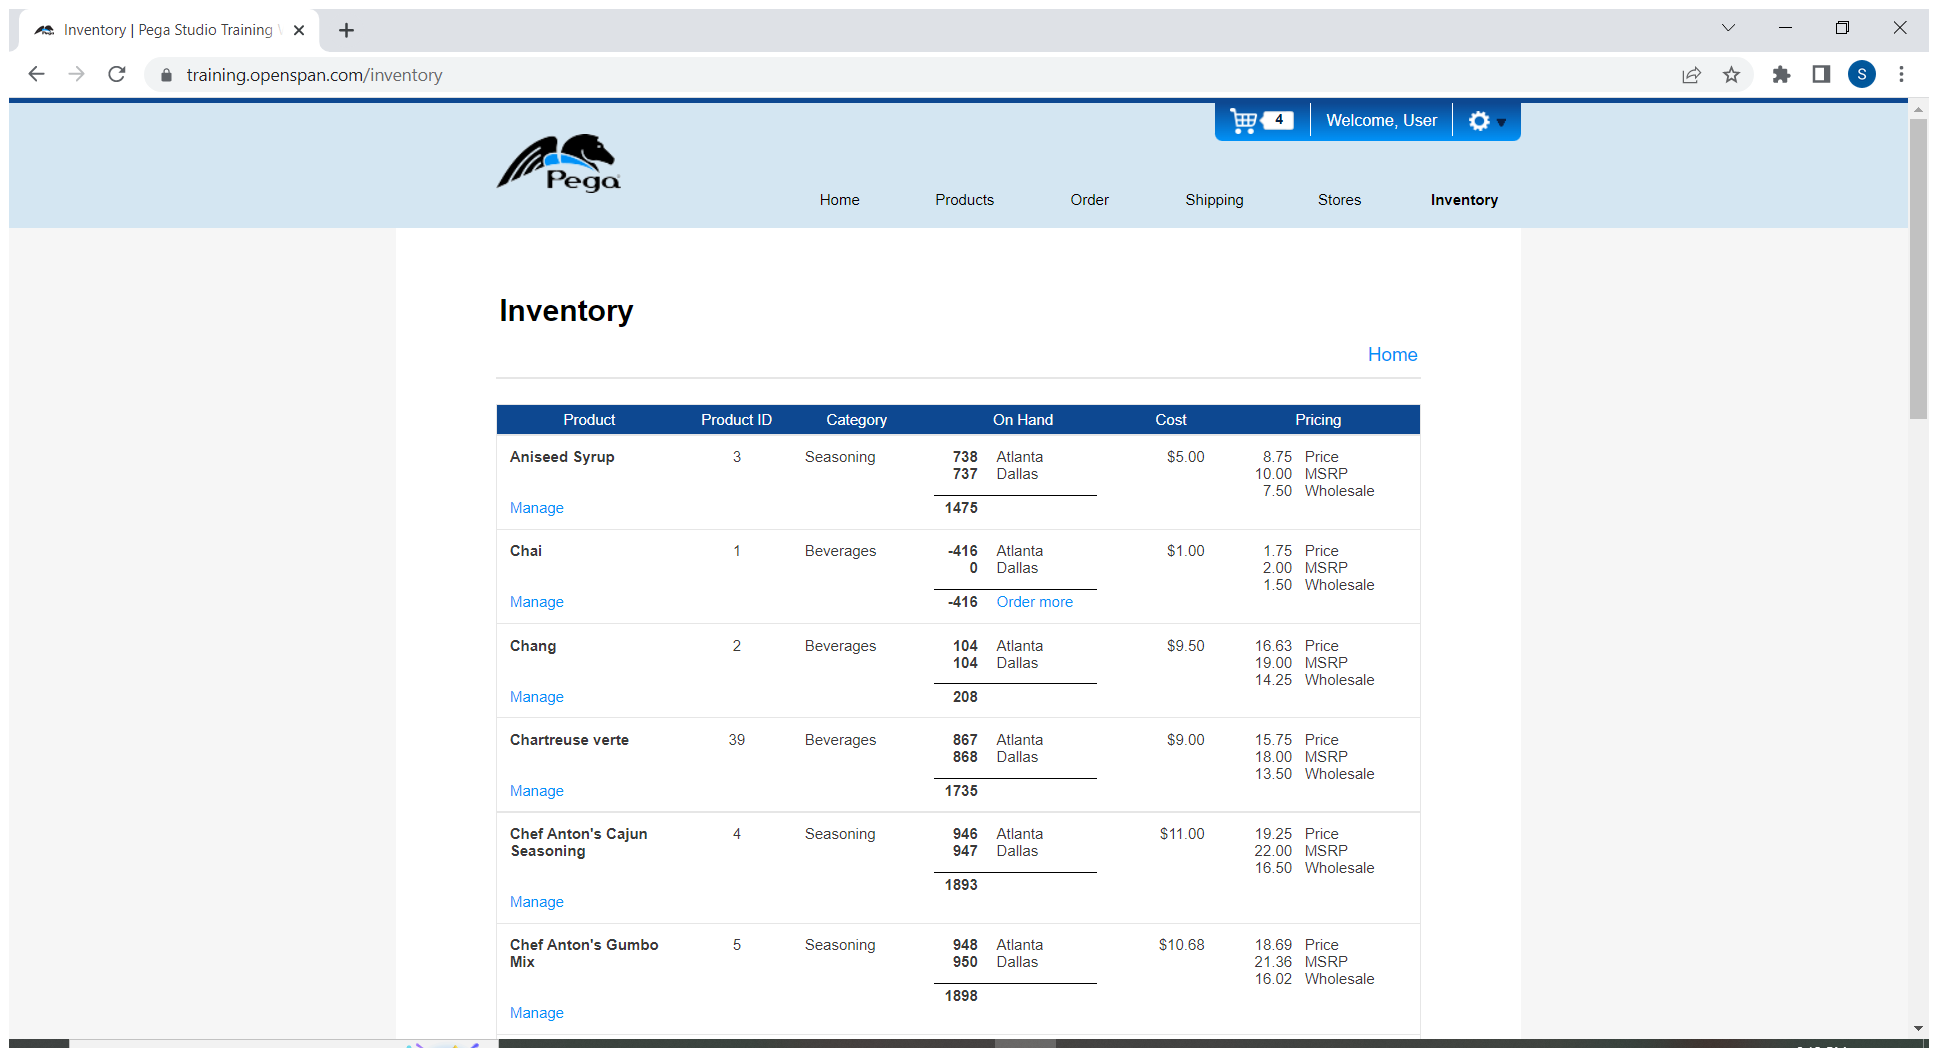 Inventory | Pega Studio Training
training.openspan.com/inventory
S
4 Welcome, User
Pega
Home Products Order Shipping Stores Inventory
Inventory
Home
Product Product ID Category On Hand Cost Pricing
Aniseed Syrup 3 Seasoning 738 Atlanta $5.00 8.75 Price
737 Dallas 10.00 MSRP
7.50 Wholesale
Manage 1475
Chai 1 Beverages -416 Atlanta $1.00 1.75 Price
0 Dallas 2.00 MSRP
1.50 Wholesale
Manage -416 Order more
Chang 2 Beverages 104 Atlanta $9.50 16.63 Price
104 Dallas 19.00 MSRP
14.25 Wholesale
Manage 208
Chartreuse verte 39 Beverages 867 Atlanta $9.00 15.75 Price
868 Dallas 18.00 MSRP
13.50 Wholesale
Manage 1735
Chef Anton's Cajun 4 Seasoning 946 Atlanta $11.00 19.25 Price
Seasoning 947 Dallas 22.00 MSRP
16.50 Wholesale
1893
Manage
Chef Anton's Gumbo 5 Seasoning 948 Atlanta $10.68 18.69 Price
Mix 950 Dallas 21.36 MSRP
16.02 Wholesale
1898
Manage